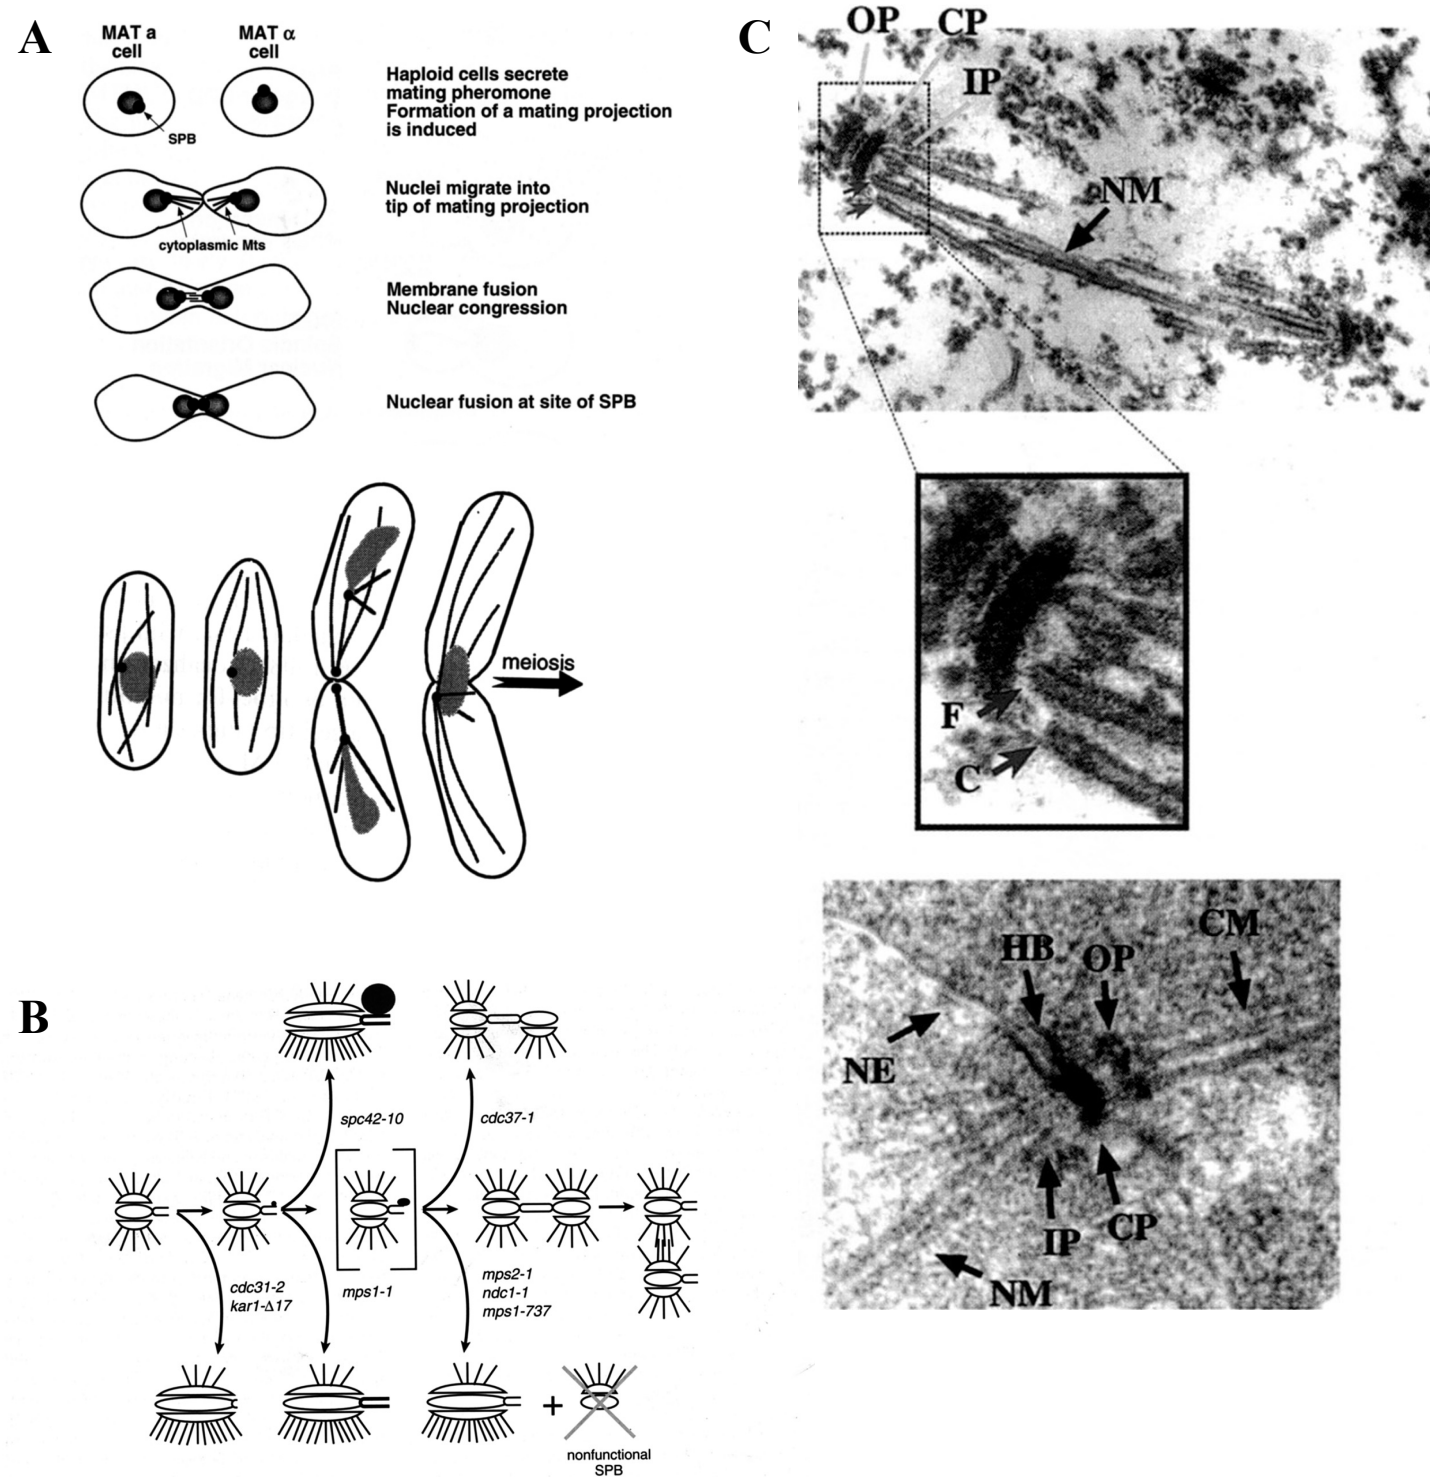 A
MAT a
cell
MAT α
cell
SPB
Haploid cells secrete
mating pheromone
Formation of a mating projection
is induced
Nuclei migrate into
tip of mating projection
cytoplasmic Mts
Membrane fusion
Nuclear congression
Nuclear fusion at site of SPB
meiosis
B
spc42-10
cdc37-1
cdc31-2
kar1-Δ17
mps1-1
mps2-1
ndc1-1
mps1-737
+
nonfunctional
SPB
C
OP
CP
IP
NM
F
C
HB
OP
CM
NE
IP
CP
NM